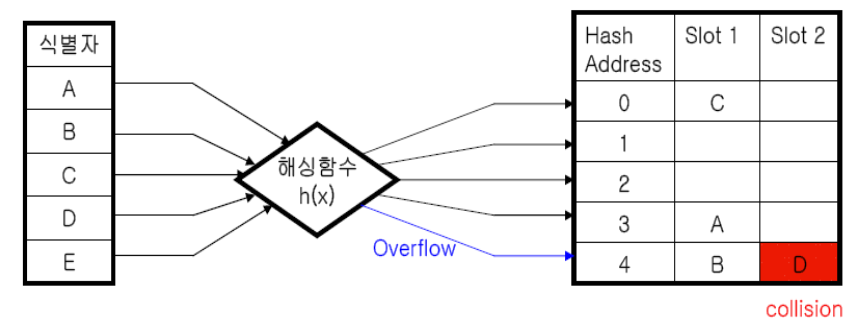 식별자
A
B
C
D
E
해싱함수
h(x)
Overflow
Hash Address Slot 1 Slot 2
0 C
1
2
3 A
4 B D
collision